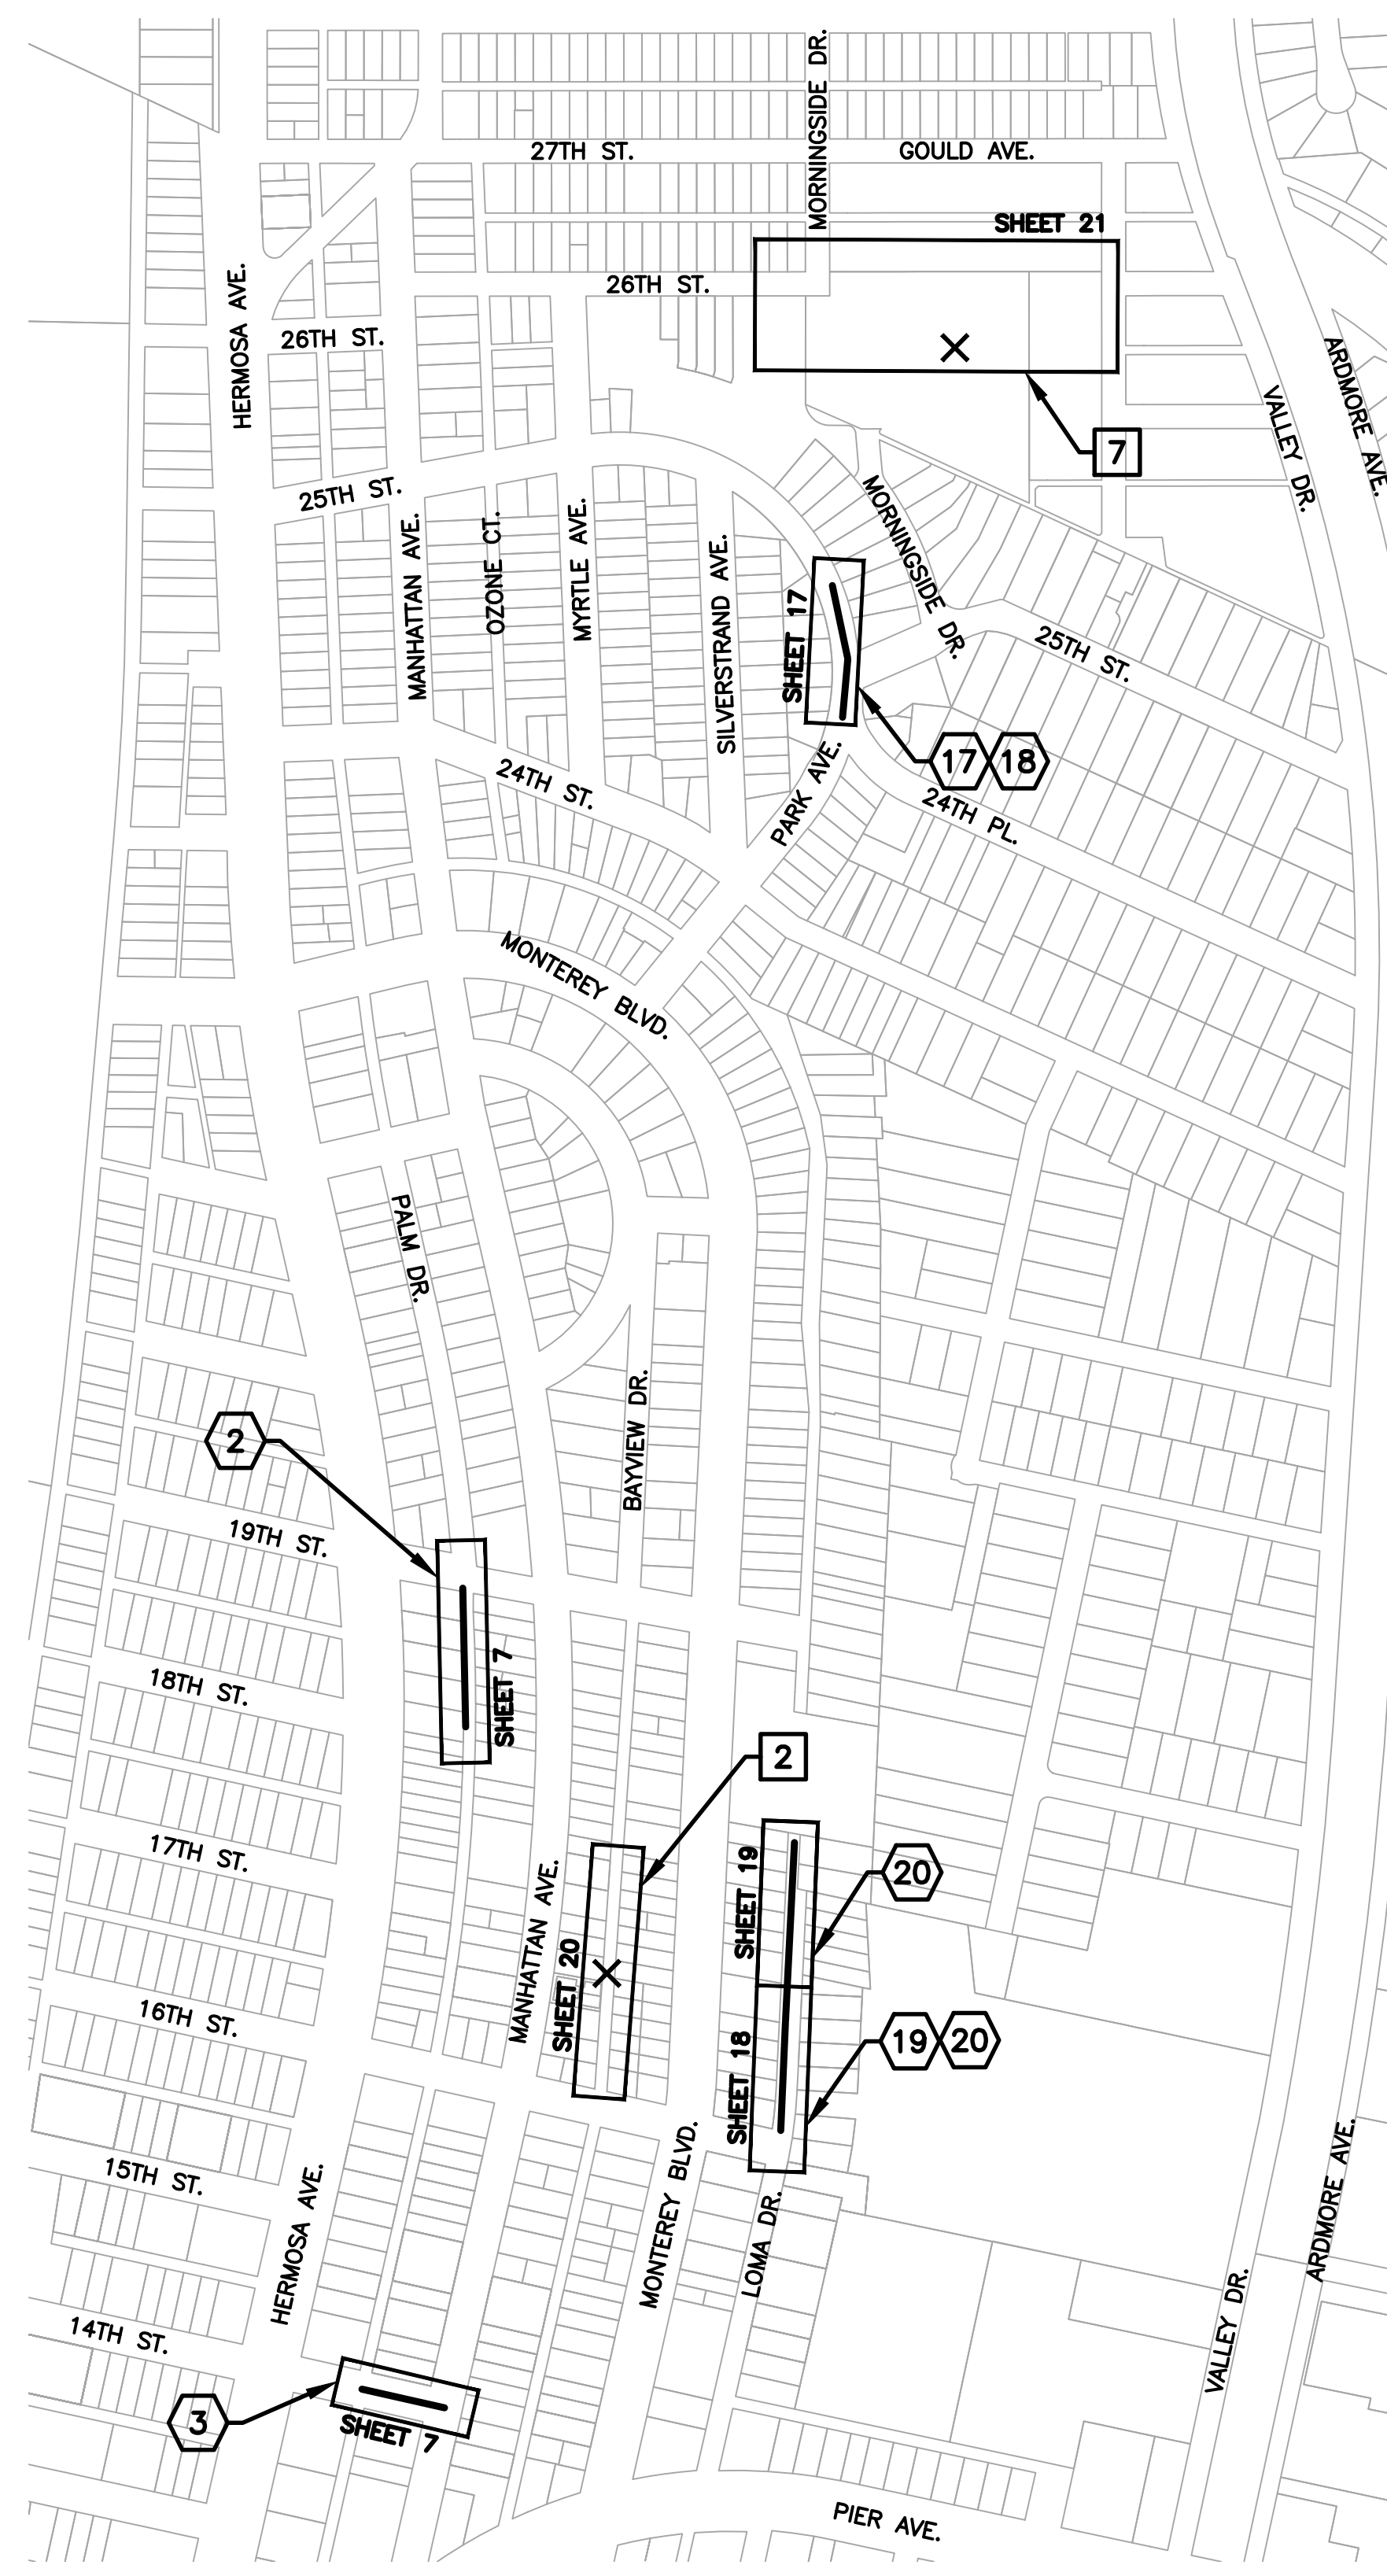 MORNINGSIDE DR.
27TH ST.
GOULD AVE.
SHEET 21
HERMOSA AVE.
26TH ST.
26TH ST.
ARDMORE AVE.
VALLEY DR.
7
25TH ST.
MANHATTAN AVE.
OZONE CT.
MYRTLE AVE.
SILVERSTRAND AVE.
MORNINGSIDE DR.
SHEET 17
25TH ST.
17
18
24TH ST.
PARK AVE.
24TH PL.
MONTEREY BLVD.
PALM DR.
BAYVIEW DR.
2
19TH ST.
SHEET 7
18TH ST.
2
17TH ST.
MANHATTAN AVE.
SHEET 19
20
SHEET 20
16TH ST.
SHEET 18
19
20
15TH ST.
HERMOSA AVE.
MONTEREY BLVD.
LOMA DR.
ARDMORE AVE.
VALLEY DR.
14TH ST.
3
SHEET 7
PIER AVE.